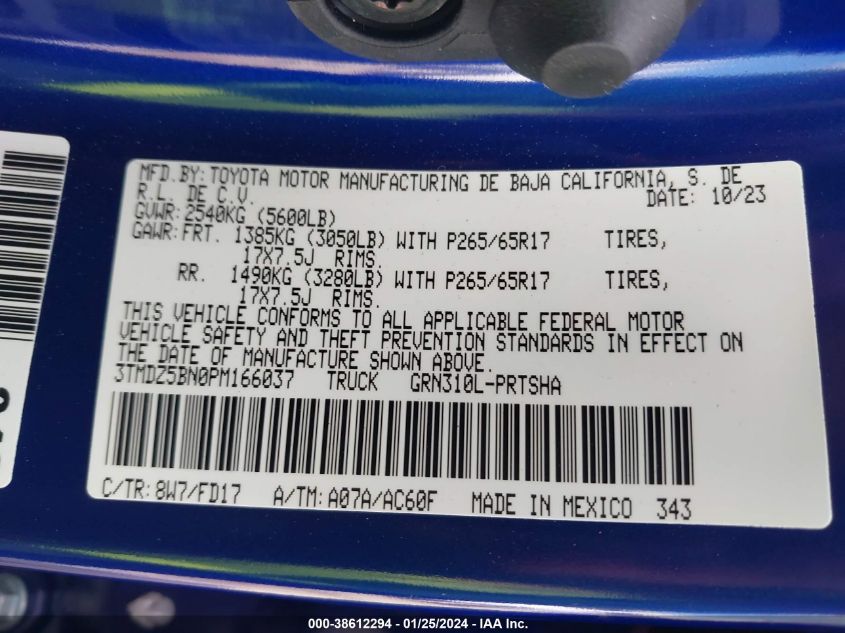 MFD.BY:TOYOTA MOTOR MANUFACTURING DE BAJA CALIFORNIA, S. DE
R.L. DE C.V. DATE: 10/23
GVWR:2540KG (5600LB)
GAWR:FRT. 1385KG (3050LB) WITH P265/65R17 TIRES,
17X7.5J RIMS.
RR. 1490KG (3280LB) WITH P265/65R17 TIRES,
17X7.5J RIMS.
THIS VEHICLE CONFORMS TO ALL APPLICABLE FEDERAL MOTOR
VEHICLE SAFETY AND THEFT PREVENTION STANDARDS IN EFFECT ON
THE DATE OF MANUFACTURE SHOWN ABOVE.
3TMDZ5BN0PM166037 TRUCK GRN310L-PRTSHA
C/TR:8W7/FD17 A/TM:A07A/AC60F MADE IN MEXICO 343
000-38612294 - 01/25/2024 - IAA Inc.